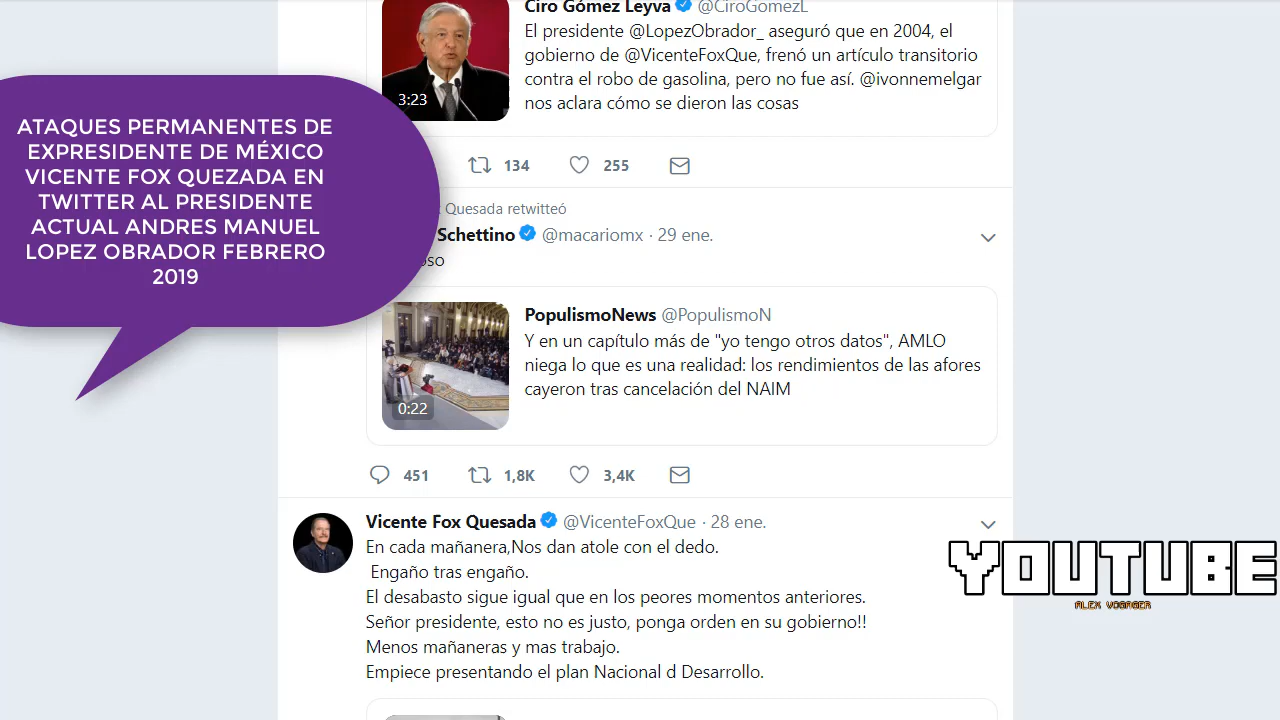 Ciro Gómez Leyva @CiroGomezL
El presidente @LopezObrador_ aseguró que en 2004, el
gobierno de @VicenteFoxQue, frenó un artículo transitorio
contra el robo de gasolina, pero no fue así. @ivonnemelgar
nos aclara cómo se dieron las cosas
3:23
ATAQUES PERMANENTES DE
EXPRESIDENTE DE MÉXICO
VICENTE FOX QUEZADA EN
TWITTER AL PRESIDENTE
ACTUAL ANDRES MANUEL
LOPEZ OBRADOR FEBRERO
2019
134 255
Quesada retwitteó
Schettino @macariomx · 29 ene.
oso
PopulismoNews @PopulismoN
Y en un capítulo más de "yo tengo otros datos", AMLO
niega lo que es una realidad: los rendimientos de las afores
cayeron tras cancelación del NAIM
0:22
451 1,8K 3,4K
Vicente Fox Quesada @VicenteFoxQue · 28 ene.
En cada mañanera,Nos dan atole con el dedo.
Engaño tras engaño.
El desabasto sigue igual que en los peores momentos anteriores.
Señor presidente, esto no es justo, ponga orden en su gobierno!!
Menos mañaneras y mas trabajo.
Empiece presentando el plan Nacional d Desarrollo.
YOUTUBE
ALEX VOGAGER